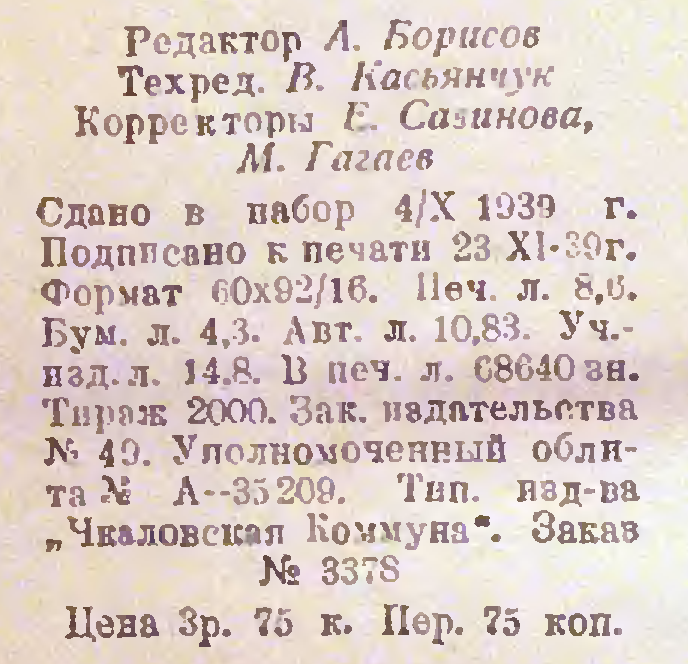 Редактор А. Борисов
Техред. В. Касьянчук
Корректоры Е. Сазинова,
М. Гагаев
Сдано в набор 4/X 1939 г.
Подписано к печати 23 XI-39г.
Формат 60х92/16. Печ. л. 8,6.
Бум. л. 4,3. Авт. л. 10,83. Уч.-
изд. л. 14,8. В печ. л. 68640 зн.
Тираж 2000. Зак. издательства
№ 49. Уполномоченный обли-
та № А--35209. Тип. изд-ва
„Чкаловская Коммуна“. Заказ
№ 3378
Цена 3р. 75 к. Пер. 75 коп.